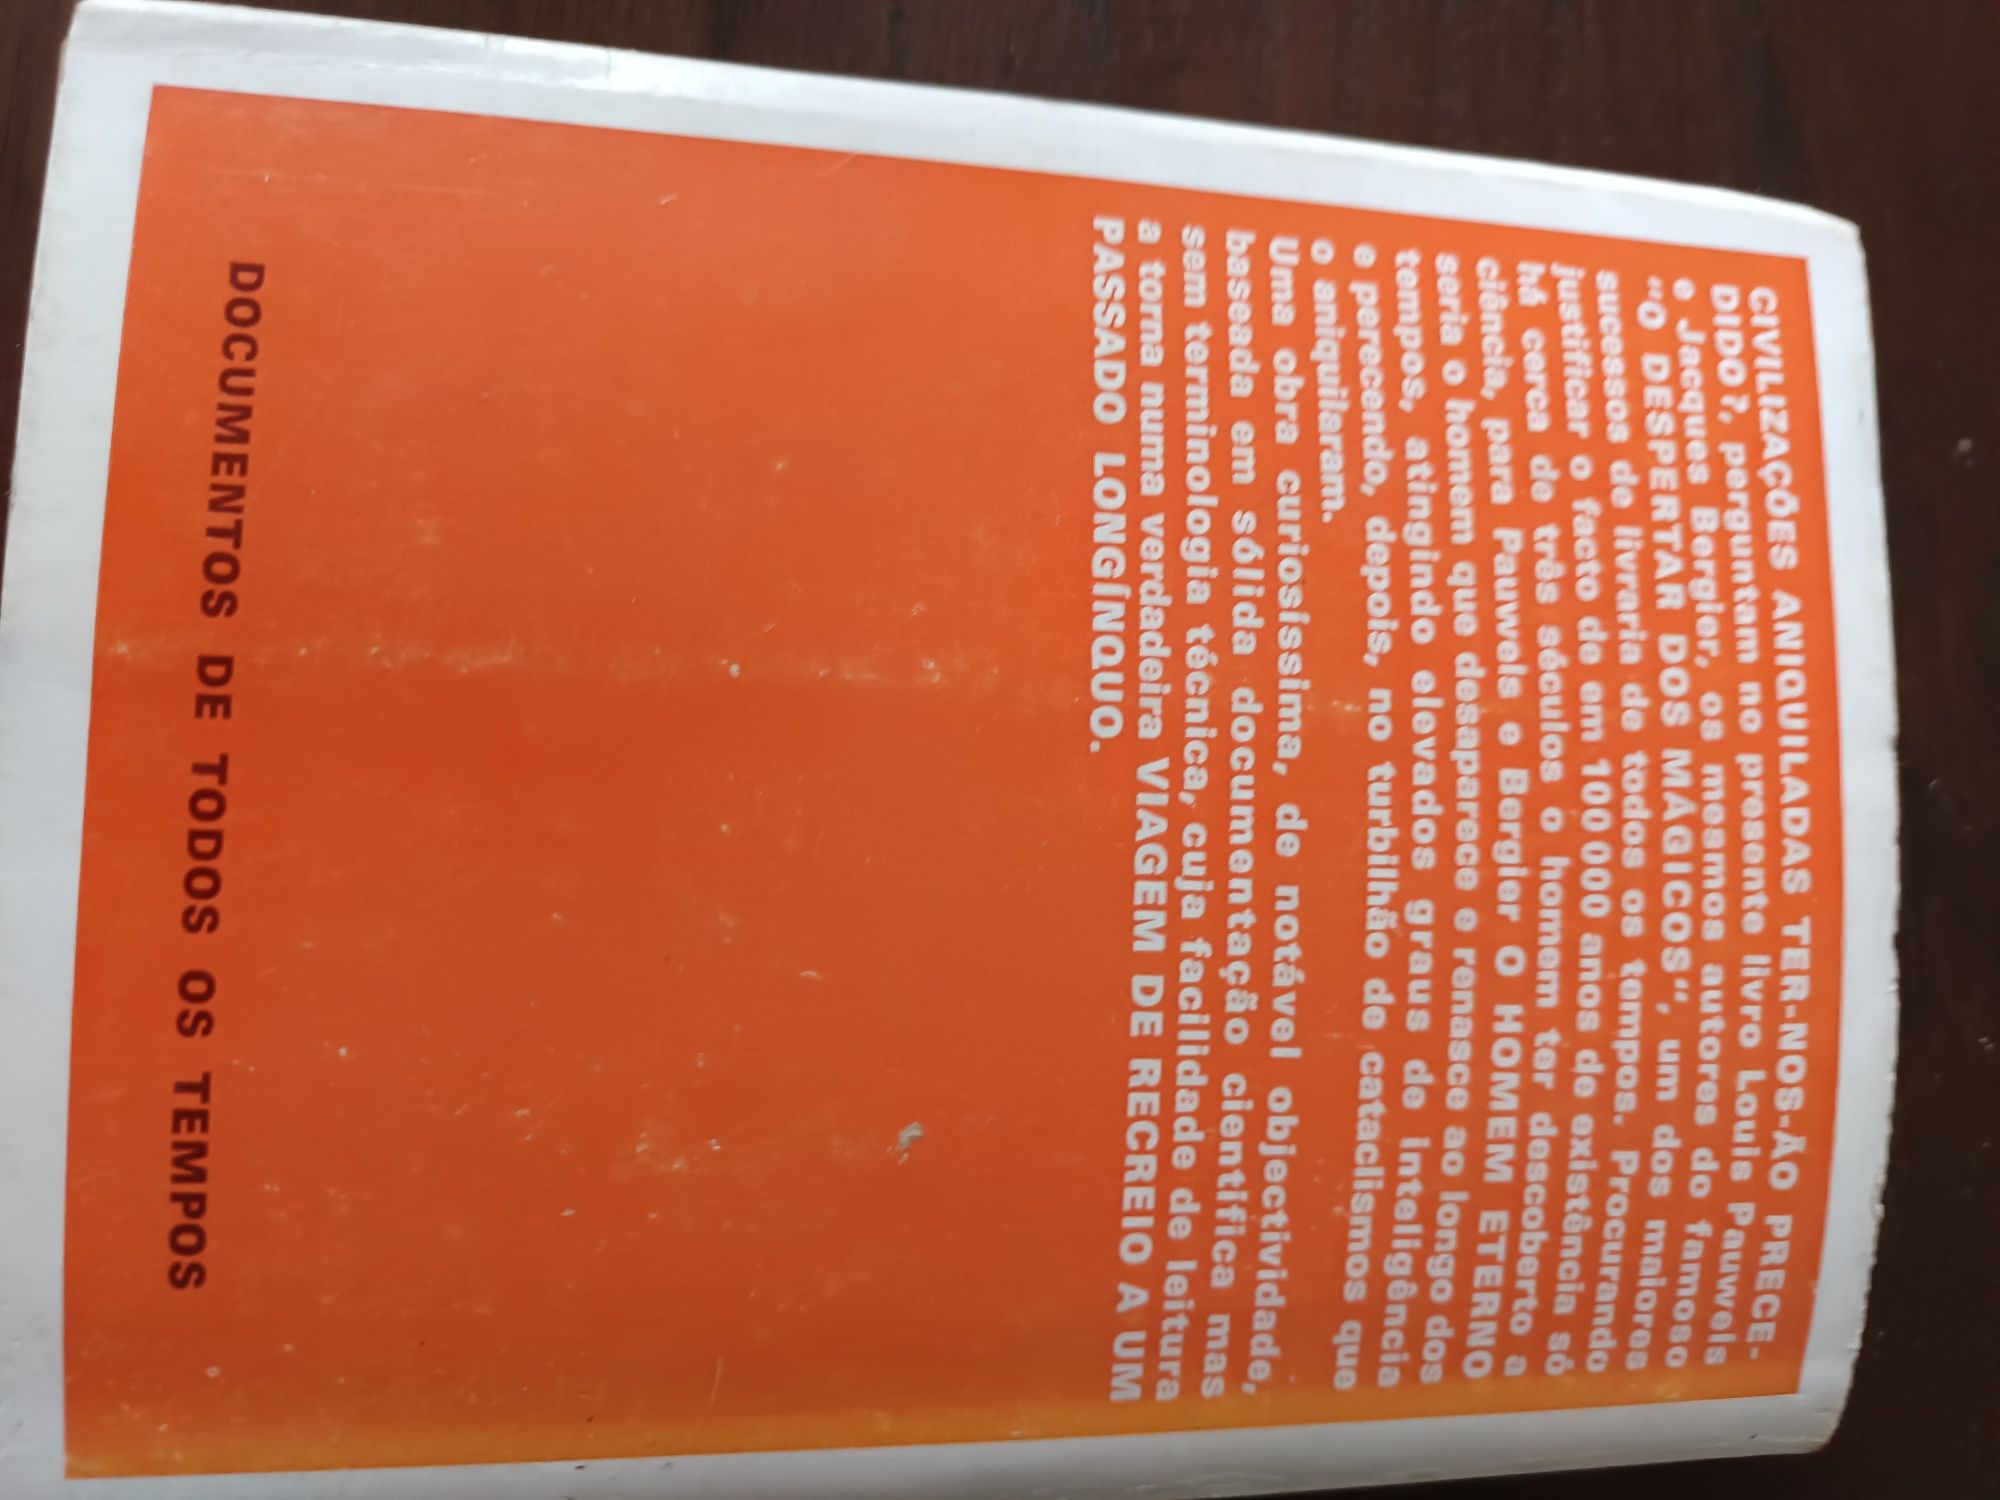 CIVILIZAÇÕES ANIQUILADAS TER-NOS-ÃO PRECE-
DIDO?, perguntam no presente livro Louis Pauwels
e Jacques Bergier, os mesmos autores do famoso
“O DESPERTAR DOS MÁGICOS“, um dos maiores
sucessos de livraria de todos os tempos. Procurando
justificar o facto de em 100 000 anos de existência só
há cerca de três séculos o homem ter descoberto a
ciência, para Pauwels e Bergier O HOMEM ETERNO
seria o homem que desaparece e renasce ao longo dos
tempos, atingindo elevados graus de inteligência
e perecendo, depois, no turbilhão de cataclismos que
o aniquilaram.
Uma obra curiosíssima, de notável objectividade,
baseada em sólida documentação científica mas
sem terminologia técnica, cuja facilidade de leitura
a torna numa verdadeira VIAGEM DE RECREIO A UM
PASSADO LONGÍNQUO.
DOCUMENTOS DE TODOS OS TEMPOS